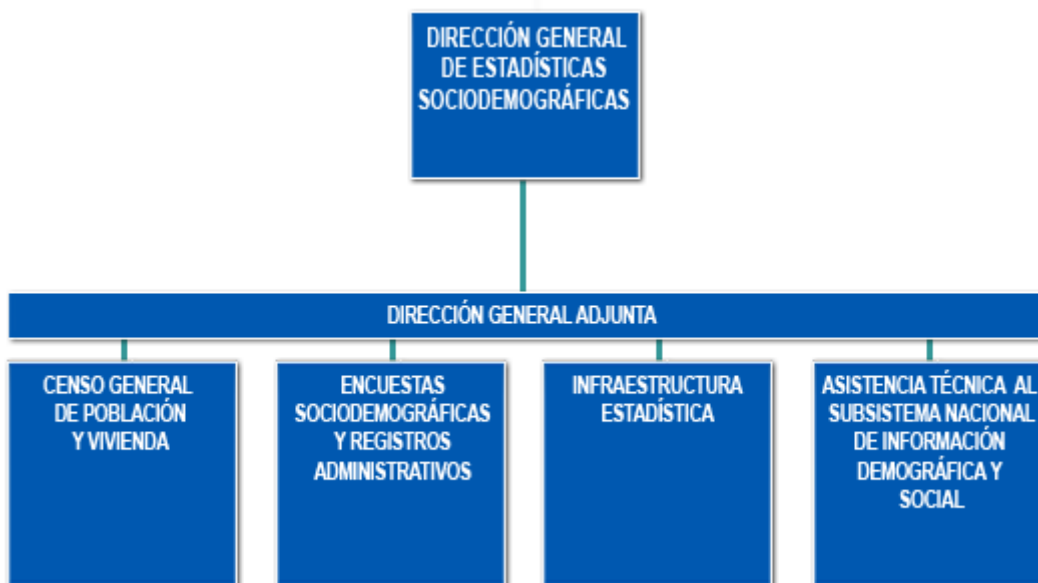 DIRECCIÓN GENERAL
DE ESTADÍSTICAS
SOCIODEMOGRÁFICAS
DIRECCIÓN GENERAL ADJUNTA
CENSO GENERAL
DE POBLACIÓN
Y VIVIENDA
ENCUESTAS
SOCIODEMOGRÁFICAS
Y REGISTROS
ADMINISTRATIVOS
INFRAESTRUCTURA
ESTADÍSTICA
ASISTENCIA TÉCNICA AL
SUBSISTEMA NACIONAL
DE INFORMACIÓN
DEMOGRÁFICA Y
SOCIAL